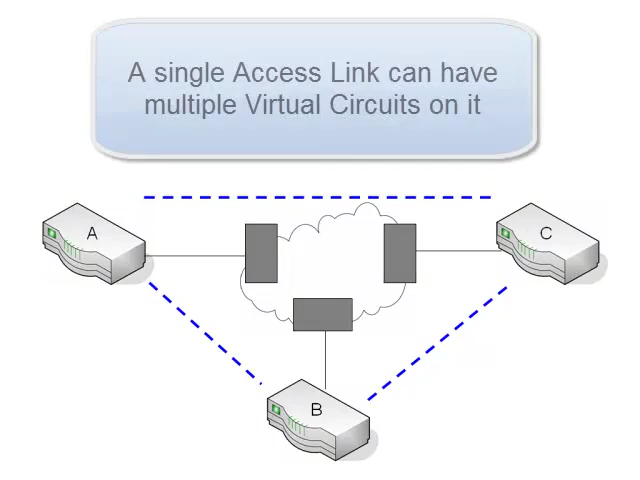 A single Access Link can have
multiple Virtual Circuits on it
A
C
B